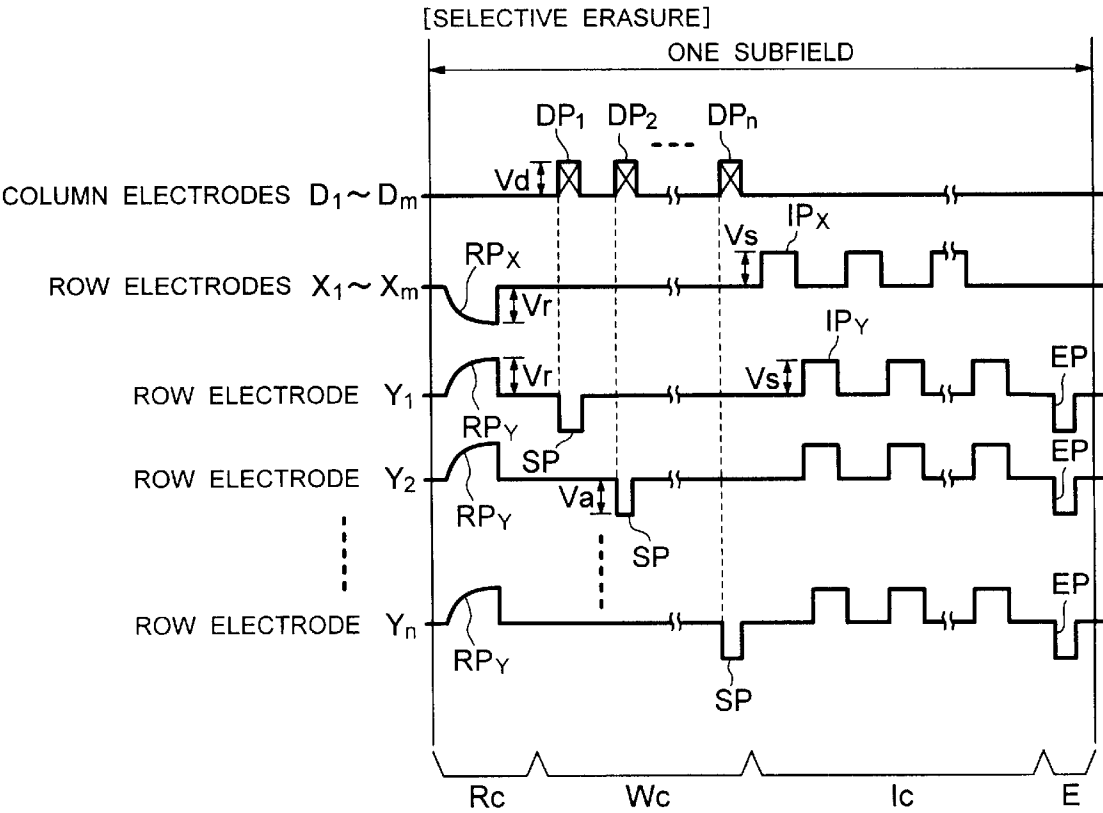 [SELECTIVE ERASURE]
ONE SUBFIELD
DP1 DP2 DPn
Vd
COLUMN ELECTRODES D1~Dm
Vs IPX
RPX
ROW ELECTRODES X1~Xm
Vr
IPY
Vr Vs EP
ROW ELECTRODE Y1
RPY
SP
EP
ROW ELECTRODE Y2
Va
RPY
SP
EP
ROW ELECTRODE Yn
RPY
SP
Rc Wc Ic E